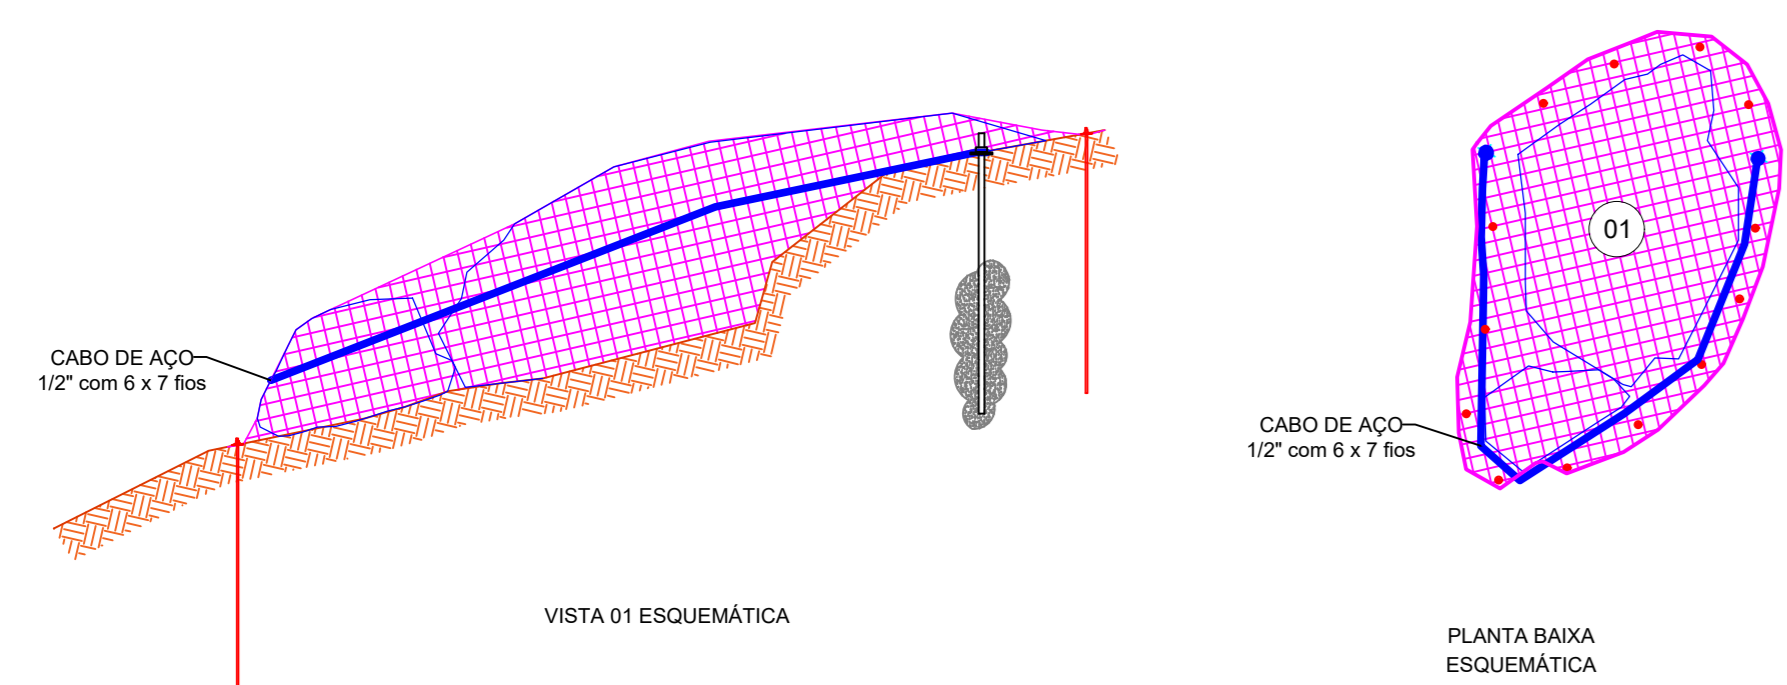 CABO DE AÇO
1/2" com 6 x 7 fios
VISTA 01 ESQUEMÁTICA
01
CABO DE AÇO
1/2" com 6 x 7 fios
PLANTA BAIXA
ESQUEMÁTICA